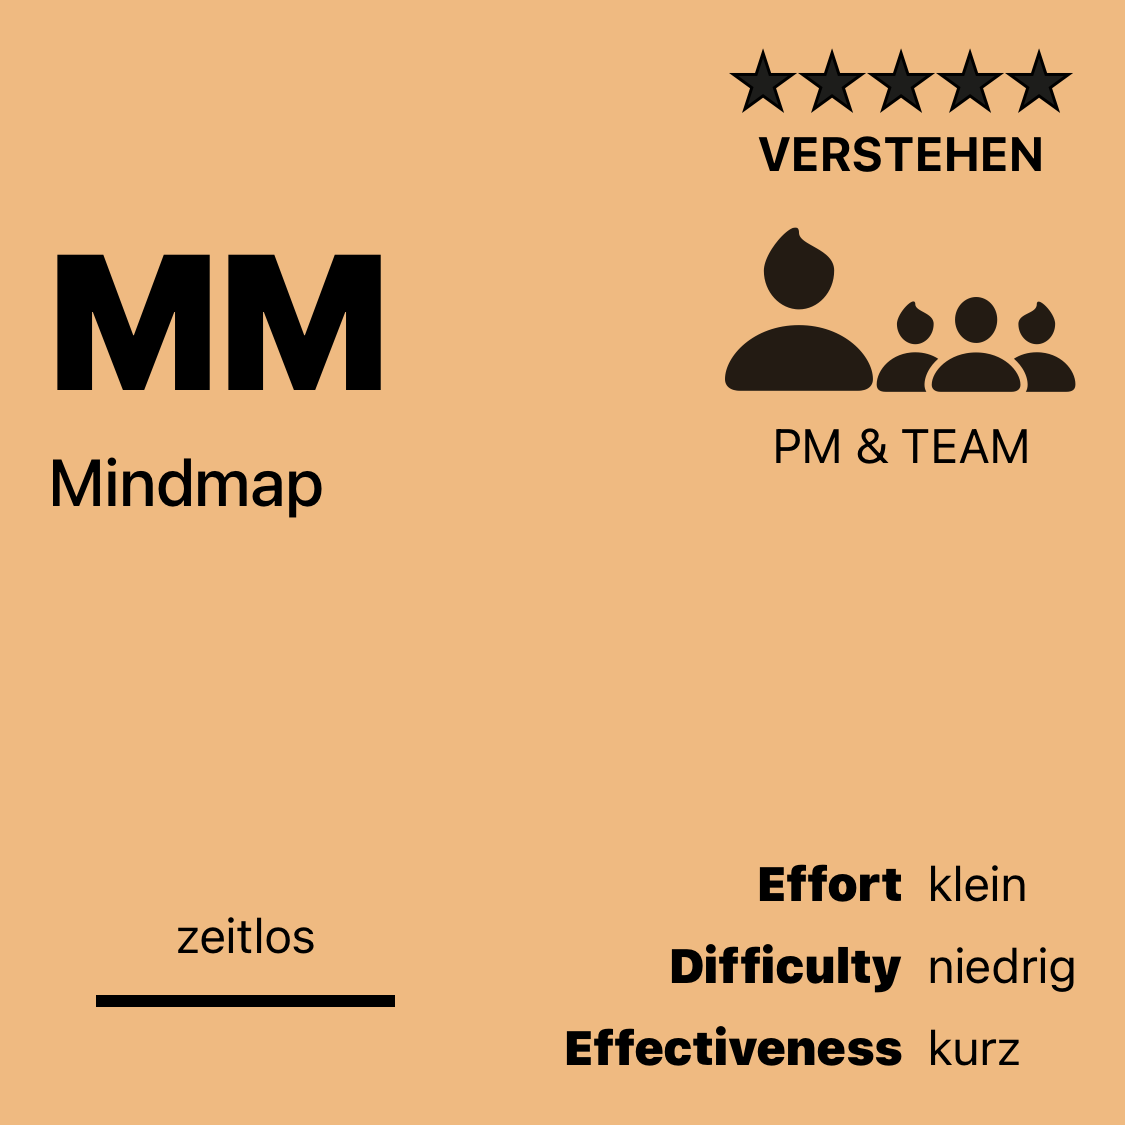 ★★★★★
VERSTEHEN
MM
Mindmap
PM & TEAM
zeitlos
Effort klein
Difficulty niedrig
Effectiveness kurz